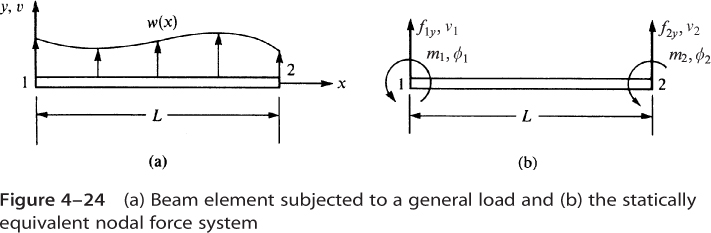 y, v
w(x)
1
2
x
L
(a)
f1y, v1
m1, ϕ1
1
f2y, v2
m2, ϕ2
2
L
(b)
Figure 4–24 (a) Beam element subjected to a general load and (b) the statically
equivalent nodal force system